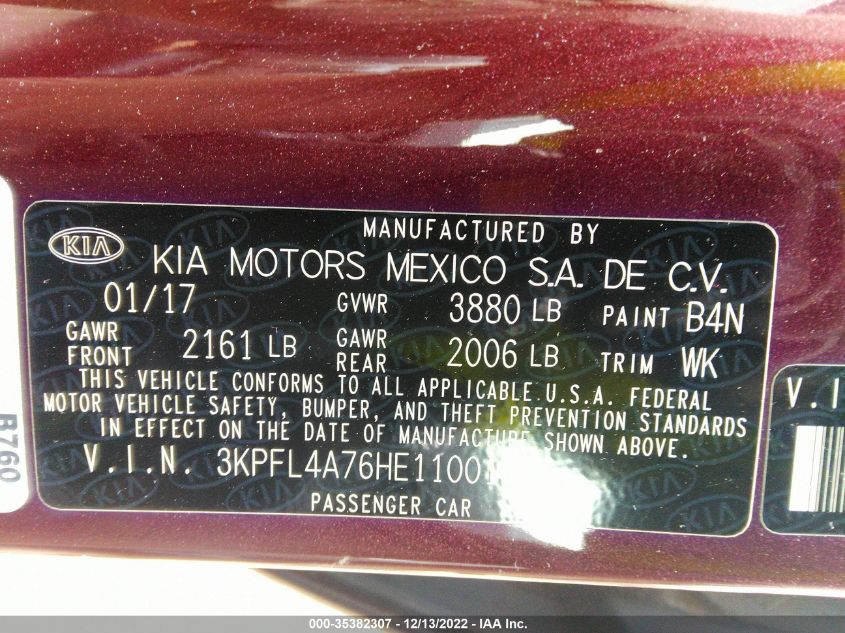 MANUFACTURED BY
KIA
KIA MOTORS MEXICO S.A. DE C.V.
01/17 GVWR 3880 LB PAINT B4N
GAWR FRONT 2161 LB GAWR REAR 2006 LB TRIM WK
THIS VEHICLE CONFORMS TO ALL APPLICABLE U.S.A. FEDERAL
MOTOR VEHICLE SAFETY, BUMPER, AND THEFT PREVENTION STANDARDS
IN EFFECT ON THE DATE OF MANUFACTURE SHOWN ABOVE.
V.I.N.
PASSENGER CAR
B760
V.I
000-35382307 - 12/13/2022 - IAA Inc.